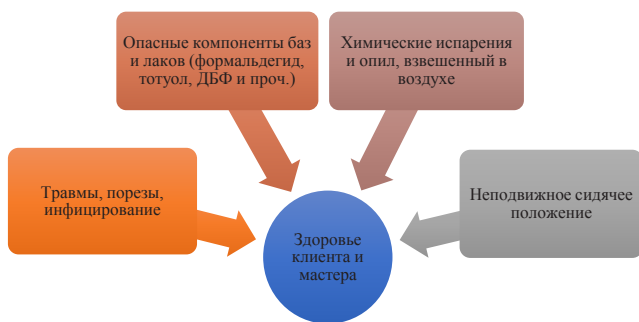 Опасные компоненты баз
и лаков (формальдегид,
тотуол, ДБФ и проч.)
Химические испарения
и опил, взвешенный в
воздухе
Травмы, порезы,
инфицирование
Неподвижное сидячее
положение
Здоровье
клиента и
мастера